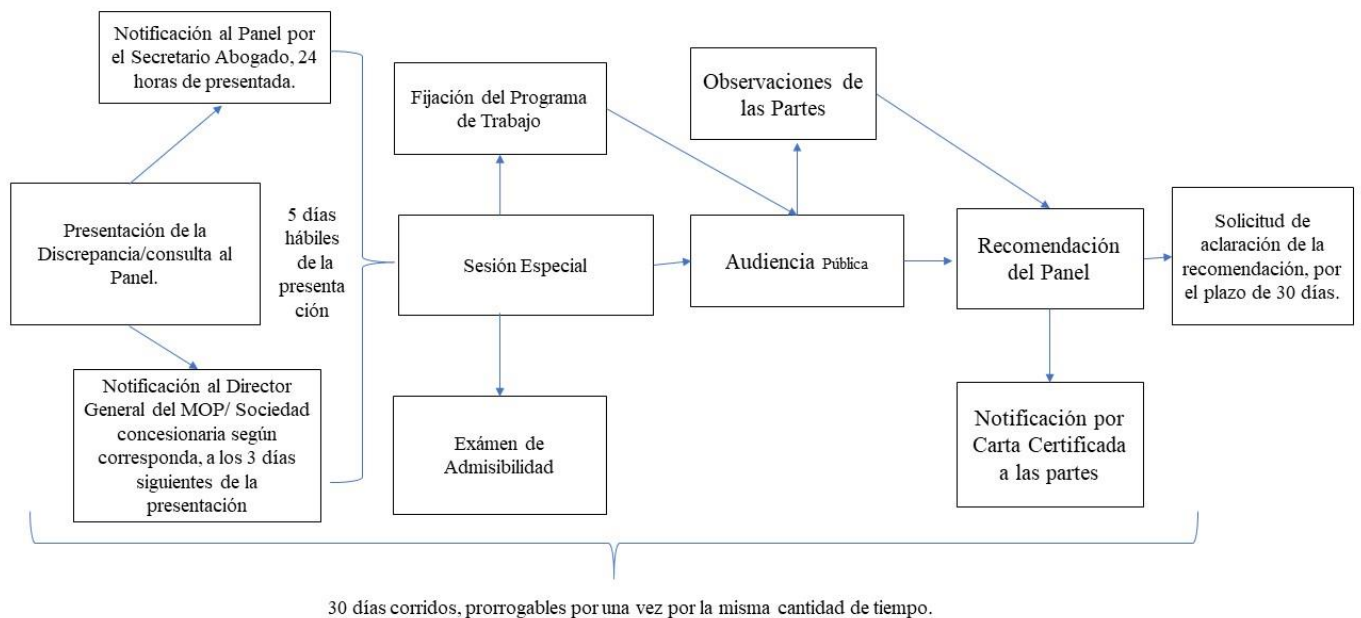 Notificación al Panel por
el Secretario Abogado, 24
horas de presentada.
Presentación de la
Discrepancia/consulta al
Panel.
Notificación al Director
General del MOP/ Sociedad
concesionaria según
corresponda, a los 3 días
siguientes de la
presentación
5 días
hábiles
de la
presenta
ción
Fijación del Programa
de Trabajo
Sesión Especial
Exámen de
Admisibilidad
Observaciones de
las Partes
Audiencia Pública
Recomendación
del Panel
Notificación por
Carta Certificada
a las partes
Solicitud de
aclaración de la
recomendación, por
el plazo de 30 días.
30 días corridos, prorrogables por una vez por la misma cantidad de tiempo.